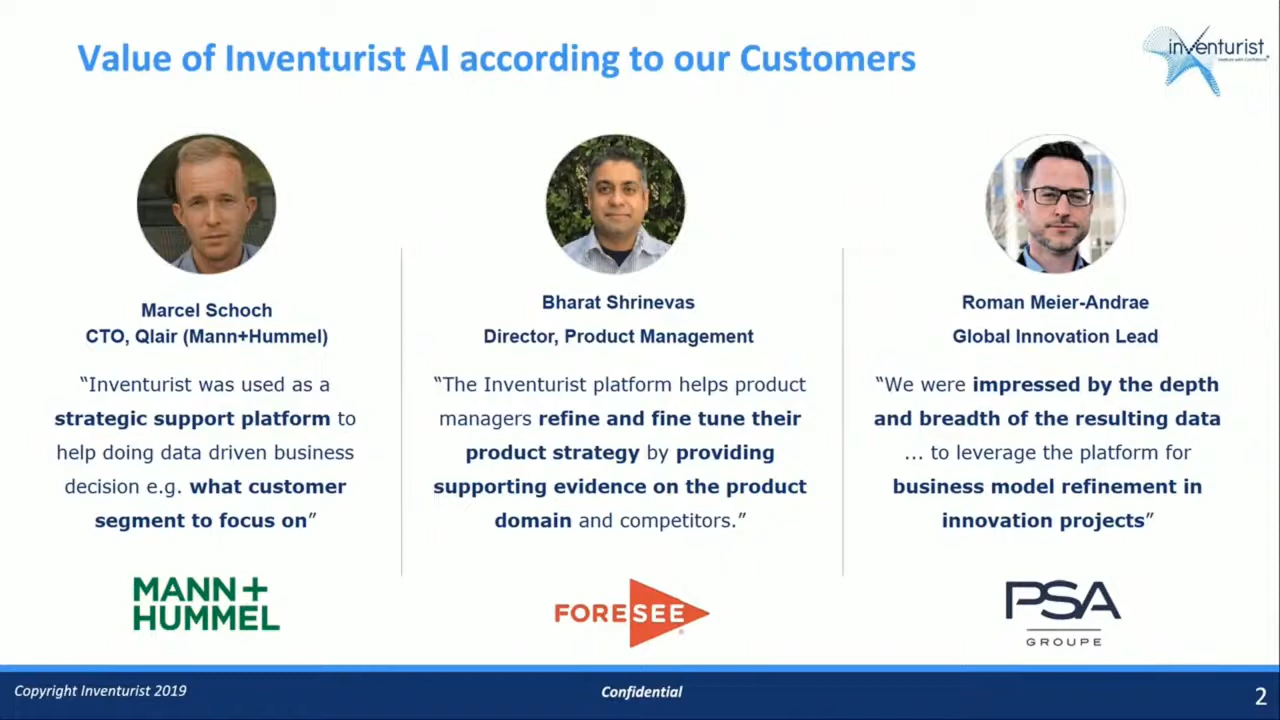 Value of Inventurist AI according to our Customers
inventurist
Marcel Schoch
CTO, Qlair (Mann+Hummel)
“Inventurist was used as a
strategic support platform to
help doing data driven business
decision e.g. what customer
segment to focus on”
MANN+
HUMMEL
Bharat Shrinevas
Director, Product Management
“The Inventurist platform helps product
managers refine and fine tune their
product strategy by providing
supporting evidence on the product
domain and competitors.”
FORESEE
Roman Meier-Andrae
Global Innovation Lead
“We were impressed by the depth
and breadth of the resulting data
... to leverage the platform for
business model refinement in
innovation projects”
PSA
GROUPE
Copyright Inventurist 2019
Confidential
2